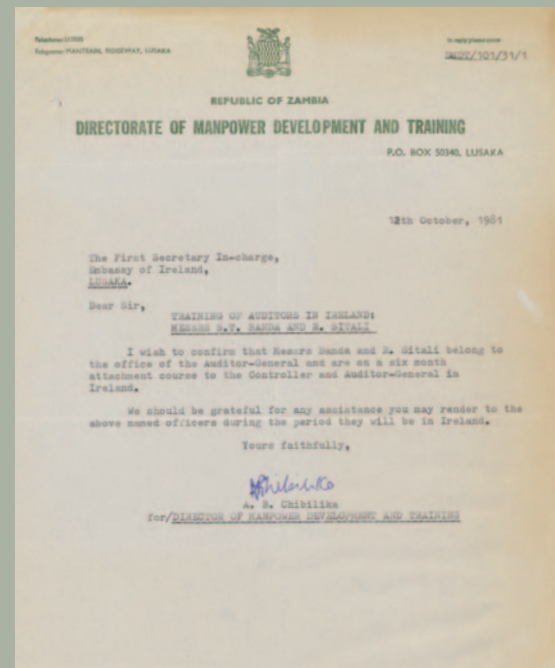 In reply please quote
Telegrams: MANTRAIN, RIDGEWAY, LUSAKA
/101/31/1
REPUBLIC OF ZAMBIA
DIRECTORATE OF MANPOWER DEVELOPMENT AND TRAINING
P.O. BOX 50340, LUSAKA
12th October, 1981
The First Secretary In-charge,
Embassy of Ireland,
LUSAKA.
Dear Sir,
TRAINING OF AUDITORS IN IRELAND:
MESSRS S.T. BANDA AND N. SITALI
I wish to confirm that Messrs Banda and N. Sitali belong to
the office of the Auditor-General and are on a six month
attachment course to the Controller and Auditor-General in
Ireland.
We should be grateful for any assistance you may render to the
above named officers during the period they will be in Ireland.
Yours faithfully,
A. B. Chibilika
for/DIRECTOR OF MANPOWER DEVELOPMENT AND TRAINING